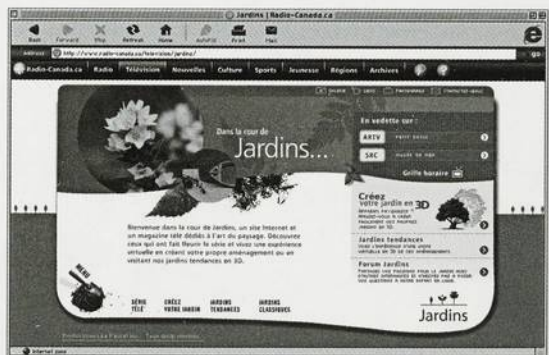 Jardins | Radio-Canada.ca
Back Forward Stop Refresh Home AutoFill Print Mail
Address http://www.radio-canada.ca/television/jardins/ go
Radio-Canada.ca Radio Télévision Nouvelles Culture Sports Jeunesse Régions Archives
Dans la cour de
Jardins...
En vedette sur :
ARTV
SRC
Grille horaire
Créez
votre jardin en 3D
Jardins tendances
Forum Jardins
Bienvenue dans la cour de Jardins, un site Internet et
un magazine télé dédiés à l'art du paysage. Découvrez
ceux qui ont fait fleurir la série et vivez une expérience
virtuelle en créant votre propre aménagement ou en
visitant nos jardins tendances en 3D.
MENU
SÉRIE TÉLÉ
CRÉEZ VOTRE JARDIN
JARDINS TENDANCES
JARDINS CLASSIQUES
Jardins
Internet zone